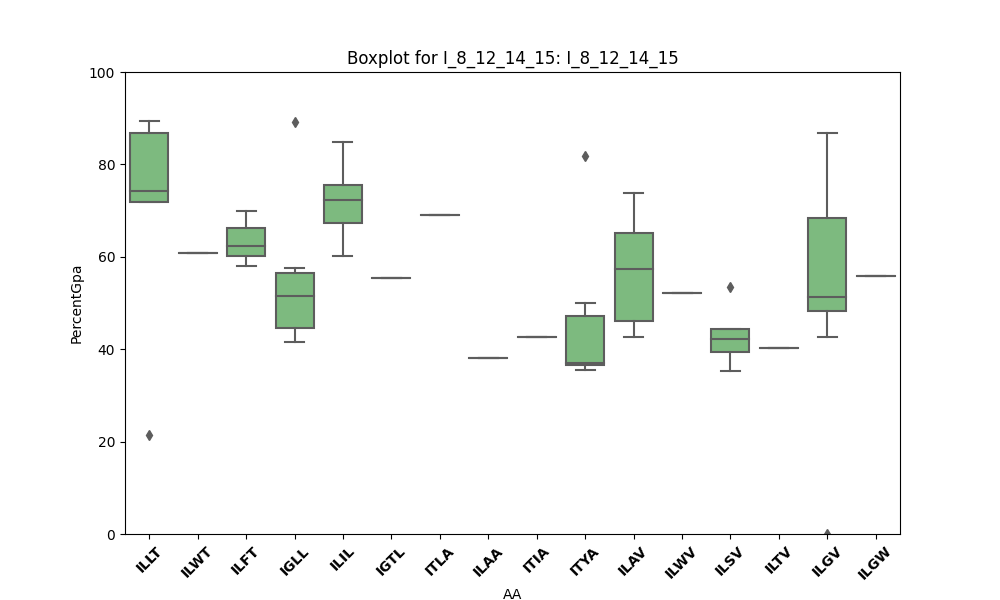 Boxplot for I_8_12_14_15: I_8_12_14_15
100
80
60
40
20
0
PercentGpa
ILLT ILWT ILFT IGLL ILIL IGTL ITLA ILAA ITIA ITYA ILAV ILWV ILSV ILTV ILGV ILGW
AA